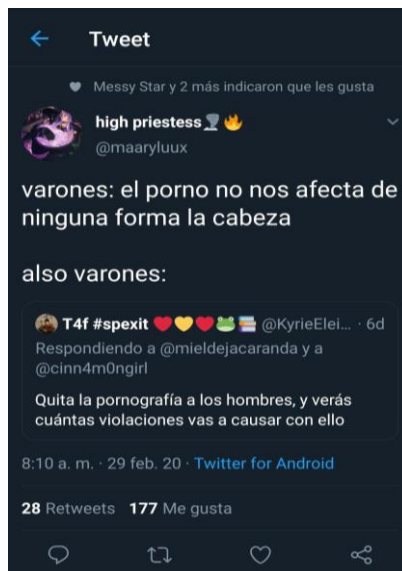 Tweet
Messy Star y 2 más indicaron que les gusta
high priestess
@maaryluux
varones: el porno no nos afecta de
ninguna forma la cabeza
also varones:
T4f #spexit ❤️💛❤️🐸📚 @KyrieElei... · 6d
Respondiendo a @mieldejacaranda y a
@cinn4m0ngirl
Quita la pornografía a los hombres, y verás
cuántas violaciones vas a causar con ello
8:10 a. m. · 29 feb. 20 · Twitter for Android
28 Retweets 177 Me gusta